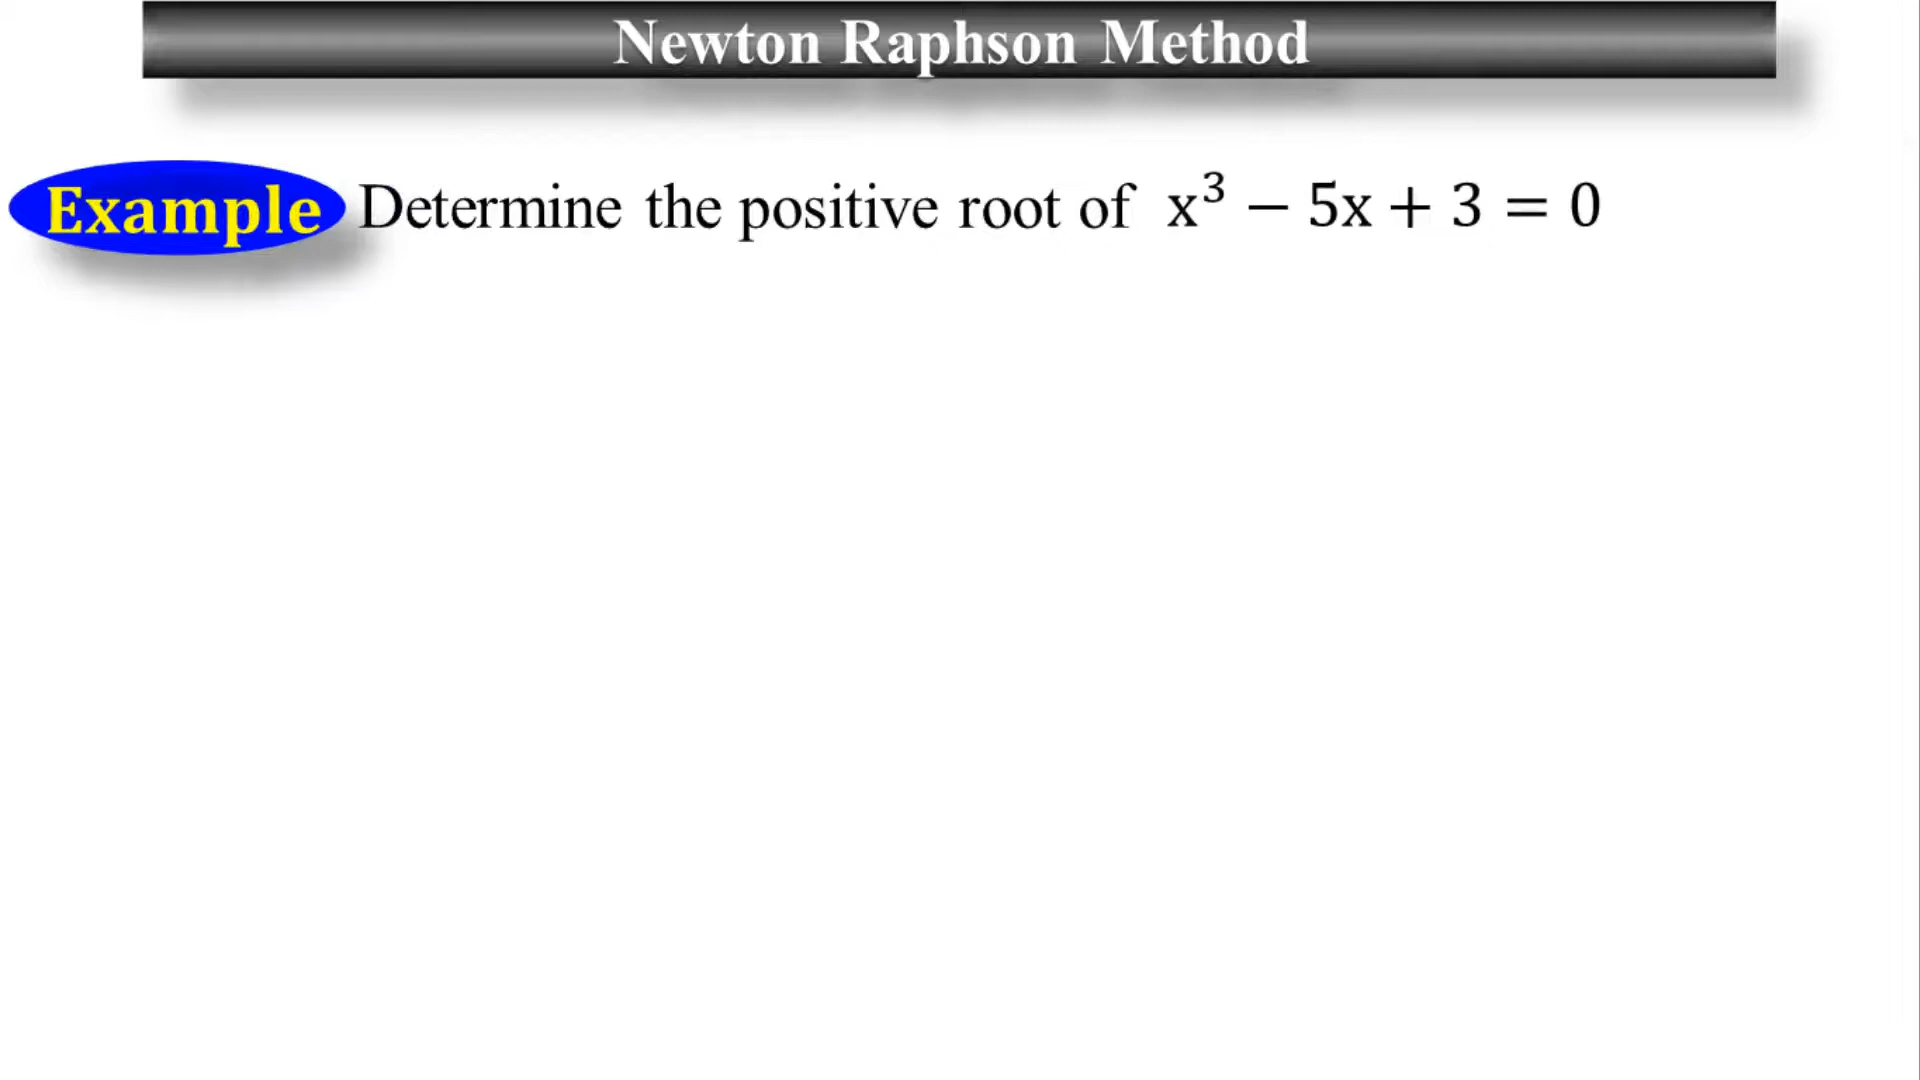 Newton Raphson Method
Example Determine the positive root of x³ − 5x + 3 = 0